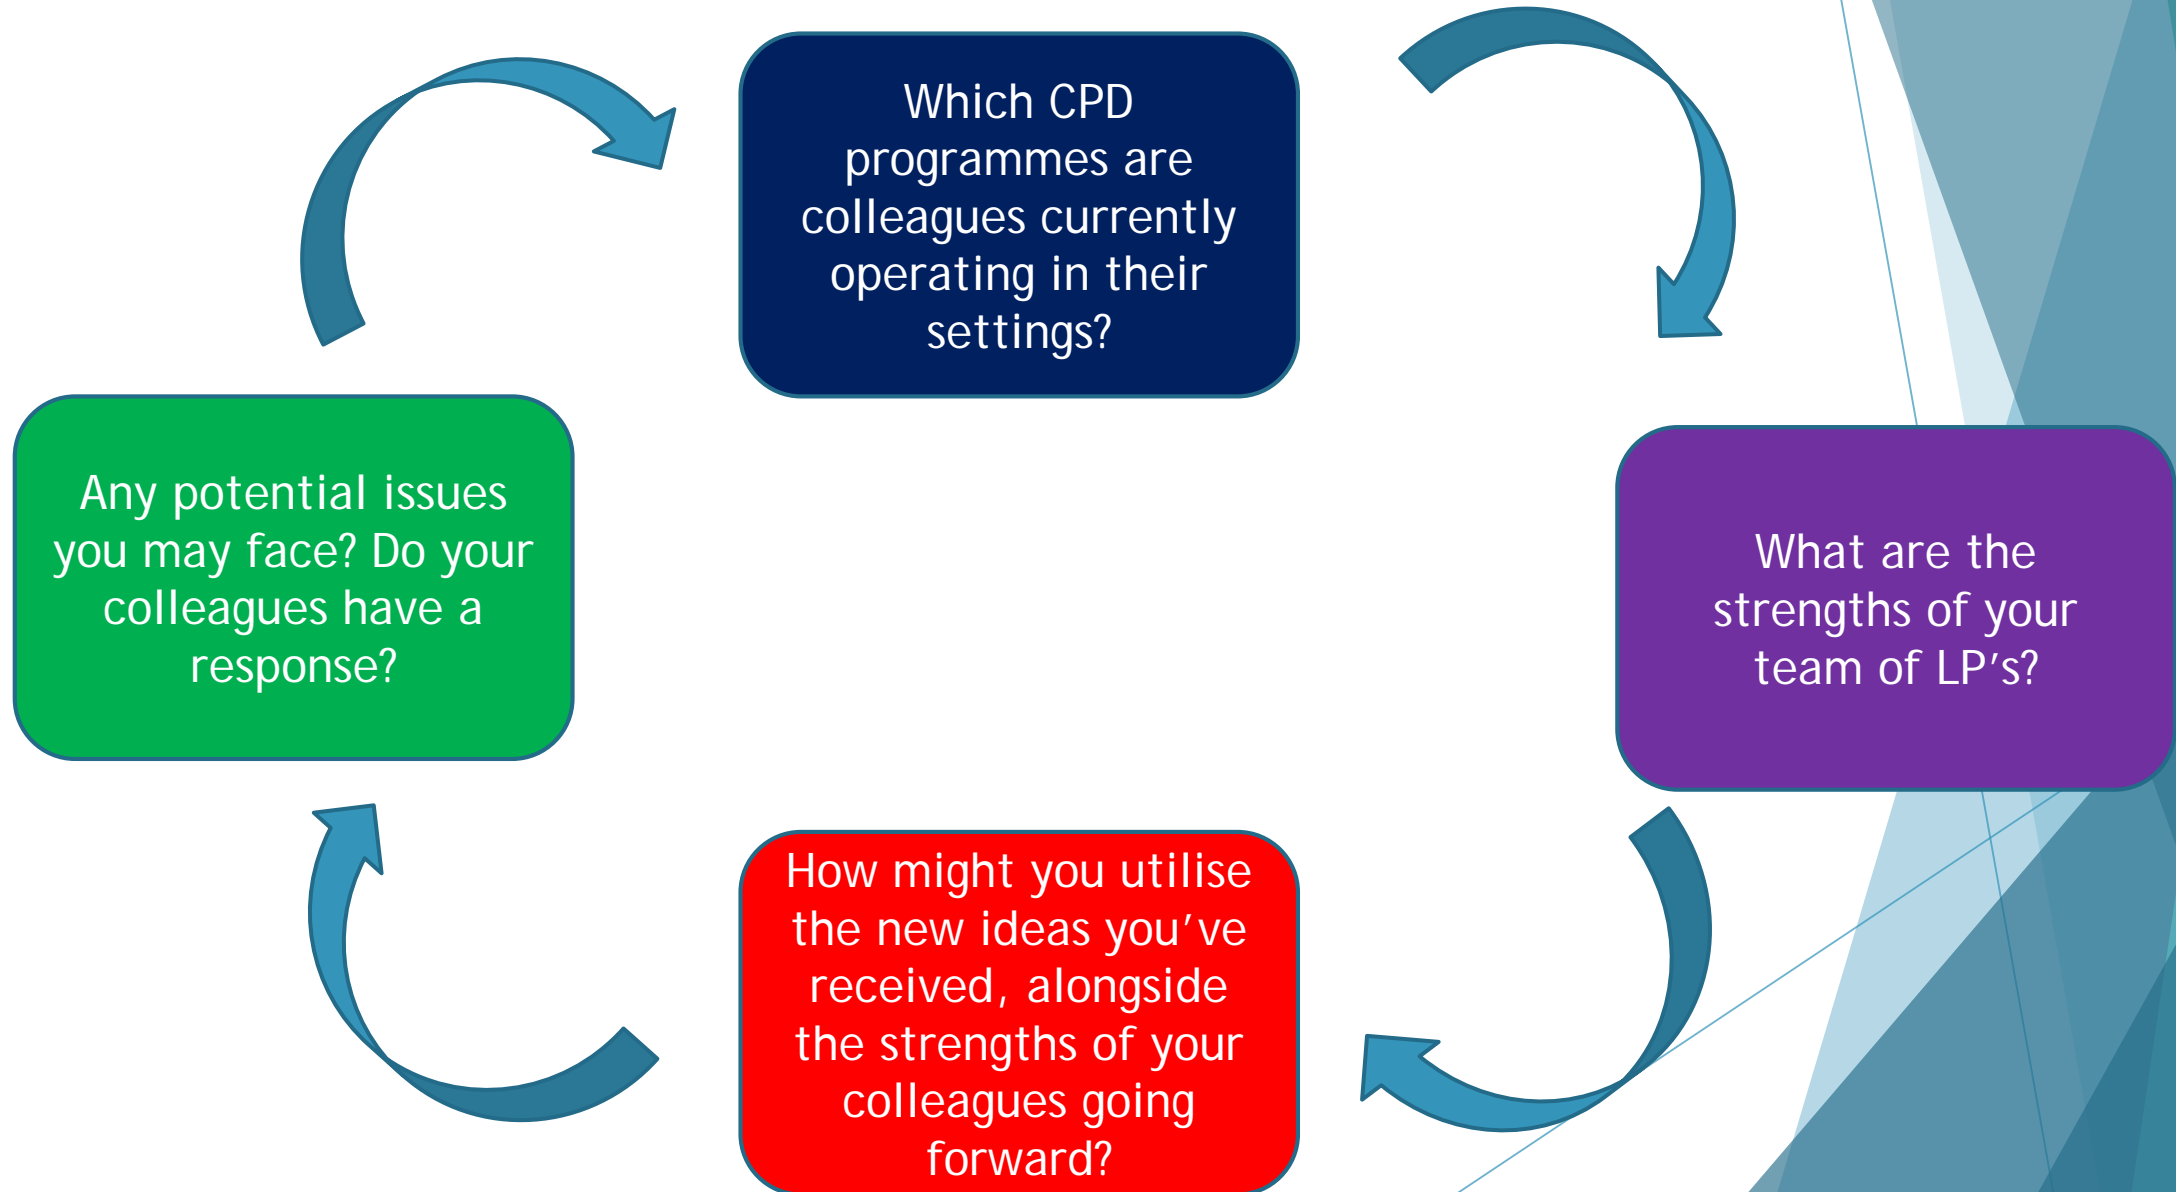 Which CPD
programmes are
colleagues currently
operating in their
settings?
What are the
strengths of your
team of LP’s?
How might you utilise
the new ideas you’ve
received, alongside
the strengths of your
colleagues going
forward?
Any potential issues
you may face? Do your
colleagues have a
response?